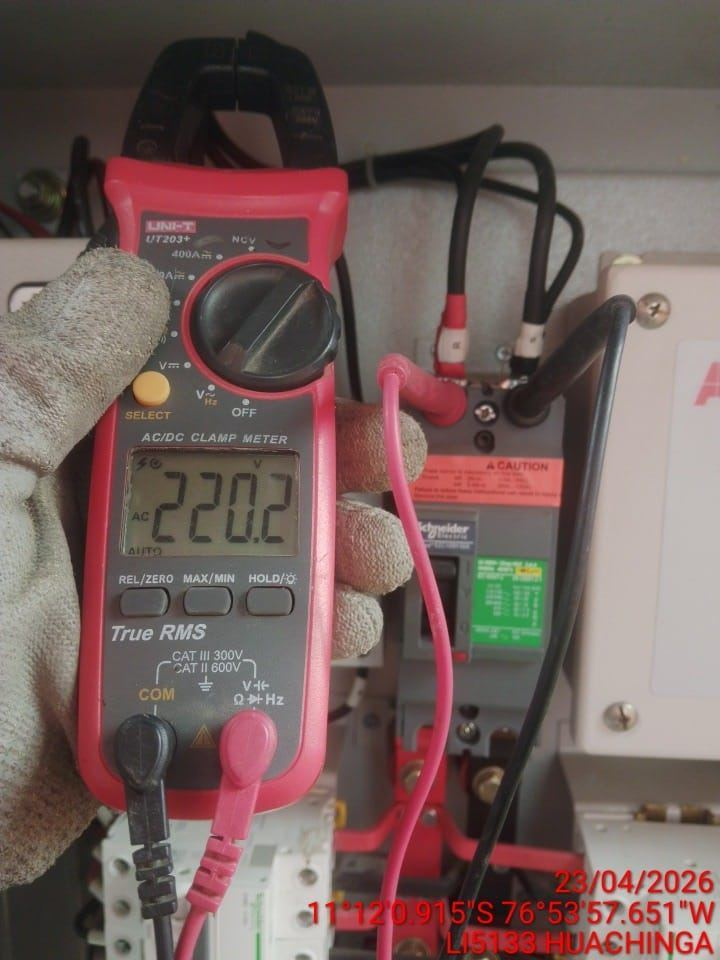 UNI-T
UT203+
NCV
400A
V
V
Hz
OFF
SELECT
AC/DC CLAMP METER
V
220.2
AC
AUTO
REL/ZERO MAX/MIN HOLD/
True RMS
CAT III 300V
CAT II 600V
COM
V
Ω Hz
R
CAUTION
Schneider
Electric
A
23/04/2026
11°12'0.915"S 76°53'57.651"W
LI5133 HUACHINGA